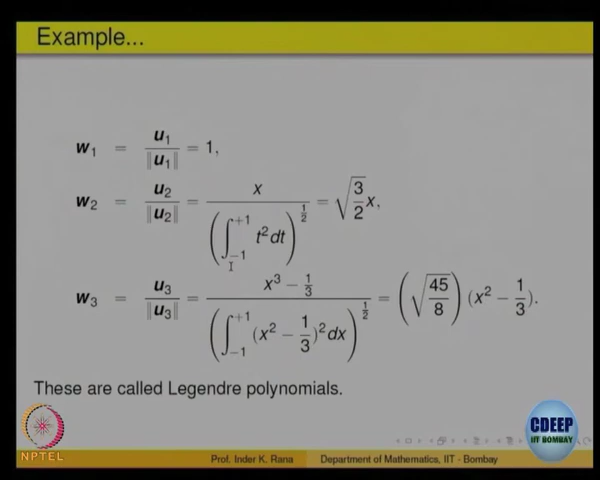 Example...
w₁ = u₁/‖u₁‖ = 1,
w₂ = u₂/‖u₂‖ = x/(∫₋₁⁺¹ t²dt)^(1/2) = √(3/2) x,
w₃ = u₃/‖u₃‖ = (x³ − 1/3)/(∫₋₁⁺¹ (x² − 1/3)²dx)^(1/2) = (√(45/8)) (x² − 1/3).
These are called Legendre polynomials.
NPTEL
CDEEP
IIT BOMBAY
Prof. Inder K. Rana Department of Mathematics, IIT - Bombay